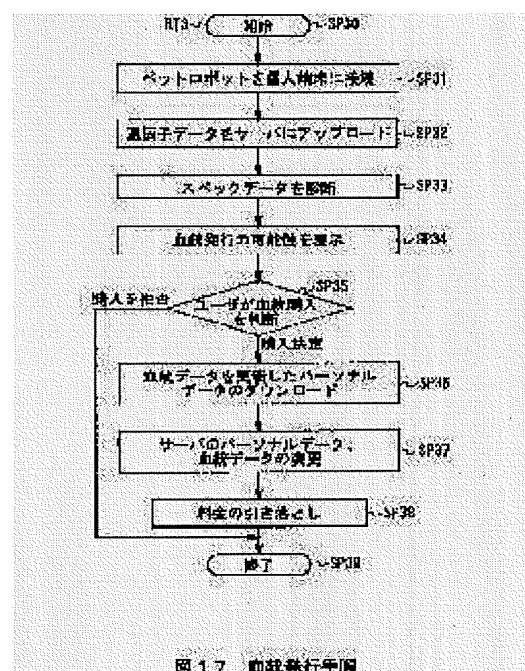 RT3 開始 SP30
ペットロボットを個人端末に接続 SP31
遺伝子データをサーバにアップロード SP32
スペックデータを診断 SP33
血統発行の可能性を表示 SP34
SP35
購入を拒否
ユーザが血統購入
を判断
購入決定
血統データを更新したパーソナル
データのダウンロード SP36
サーバのパーソナルデータ、
血統データの変更 SP37
料金の引き落とし SP38
終了 SP39
図17 血統発行手順